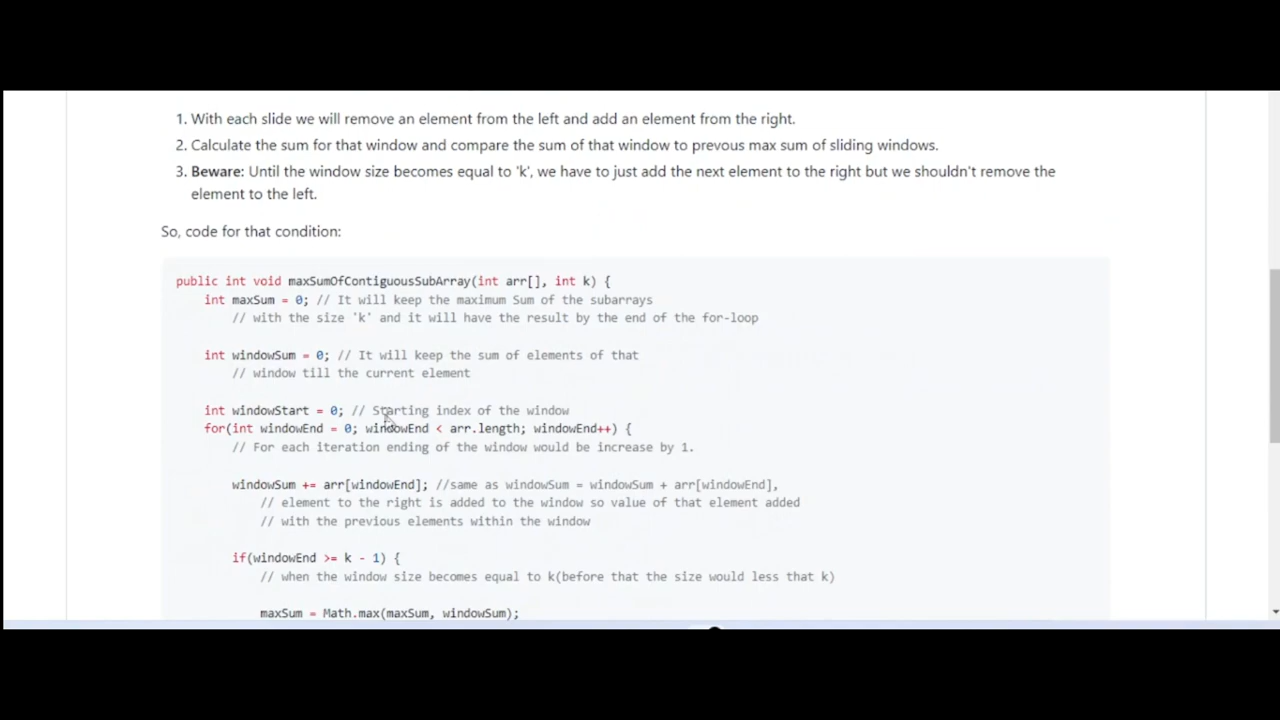 1. With each slide we will remove an element from the left and add an element from the right.
2. Calculate the sum for that window and compare the sum of that window to prevous max sum of sliding windows.
3. Beware: Until the window size becomes equal to 'k', we have to just add the next element to the right but we shouldn't remove the
element to the left.
So, code for that condition:
public int void maxSumOfContiguousSubArray(int arr[], int k) {
int maxSum = 0; // It will keep the maximum Sum of the subarrays
// with the size 'k' and it will have the result by the end of the for-loop
int windowSum = 0; // It will keep the sum of elements of that
// window till the current element
int windowStart = 0; // Starting index of the window
for(int windowEnd = 0; windowEnd < arr.length; windowEnd++) {
// For each iteration ending of the window would be increase by 1.
windowSum += arr[windowEnd]; //same as windowSum = windowSum + arr[windowEnd],
// element to the right is added to the window so value of that element added
// with the previous elements within the window
if(windowEnd >= k - 1) {
// when the window size becomes equal to k(before that the size would less that k)
maxSum = Math.max(maxSum, windowSum);